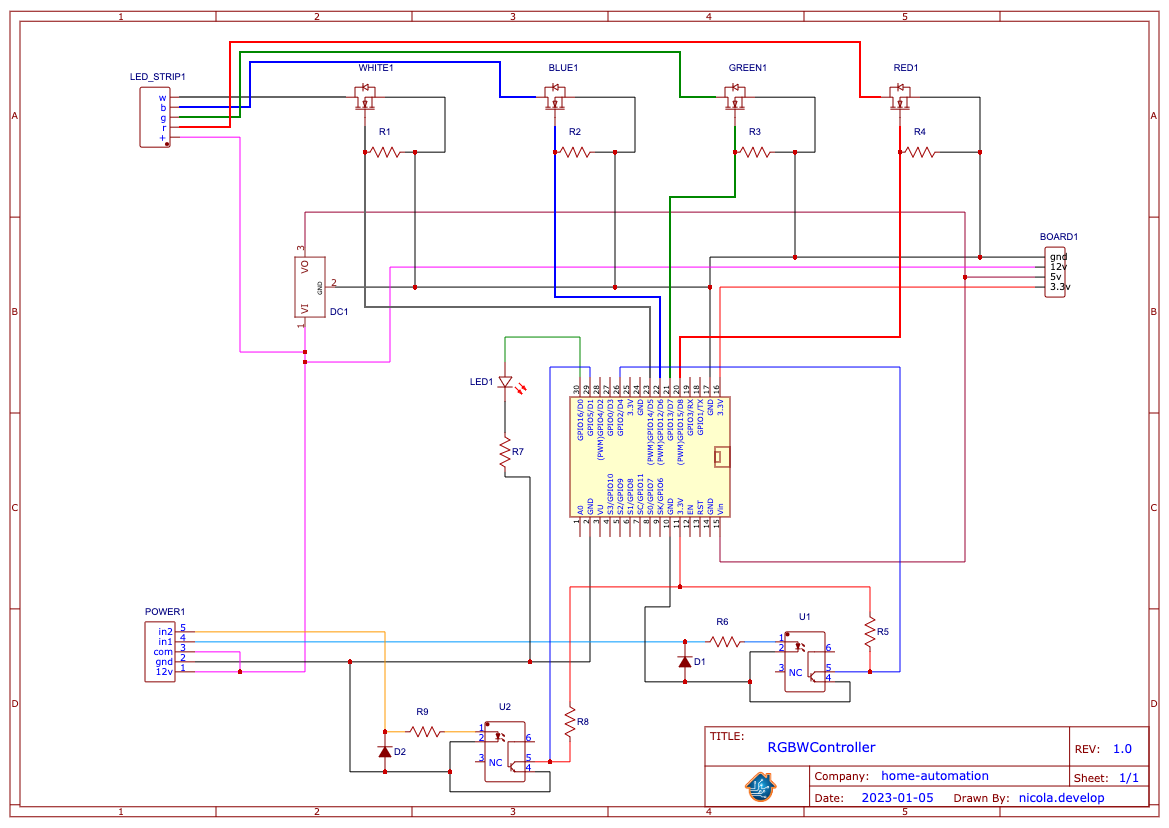 1 2 3 4 5
A A
B B
C C
D D
LED_STRIP1
w
b
g
r
+
WHITE1
BLUE1
GREEN1
RED1
R1
R2
R3
R4
3
VO
GND
2
VI
1
DC1
BOARD1
gnd
12v
5v
3.3v
LED1
R7
30 29 28 27 26 25 24 23 22 21 20 19 18 17 16
GPIO16/D0
GPIO5/D1
(PWM)GPIO4/D2
GPIO0/D3
GPIO2/D4
3.3V
GND
(PWM)GPIO14/D5
(PWM)GPIO12/D6
GPIO13/D7
(PWM)GPIO15/D8
GPIO3/RX
GPIO1/TX
GND
3.3V
A0
GND
VU
S3/GPIO10
S2/GPIO9
S1/GPIO8
SC/GPIO11
S0/GPIO7
SK/GPIO6
GND
3.3V
EN
RST
GND
Vin
1 2 3 4 5 6 7 8 9 10 11 12 13 14 15
POWER1
in2 5
in1 4
com 3
gnd 2
12v 1
R6
U1
1
2
3 NC
6
5
4
R5
D1
R9
U2
1
2
3 NC
6
5
4
R8
D2
TITLE:
RGBWController
REV: 1.0
Company: home-automation
Sheet: 1/1
Date: 2023-01-05 Drawn By: nicola.develop
1 2 3 4 5